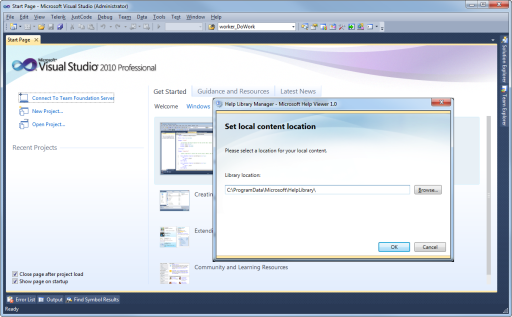 Start Page - Microsoft Visual Studio (Administrator)
File Edit View Telerik JustCode Debug Team Data Tools Test Window Help
worker_DoWork
Start Page
Microsoft
Visual Studio 2010 Professional
Connect To Team Foundation Server
New Project...
Open Project...
Recent Projects
Close page after project load
Show page on startup
Get Started Guidance and Resources Latest News
Welcome Windows
Creatin
Extendi
Community and Learning Resources
Help Library Manager - Microsoft Help Viewer 1.0
Set local content location
Please select a location for your local content.
Library location:
C:\ProgramData\Microsoft\HelpLibrary\
Browse...
OK Cancel
Solution Explorer
Team Explorer
Error List Output Find Symbol Results
Ready